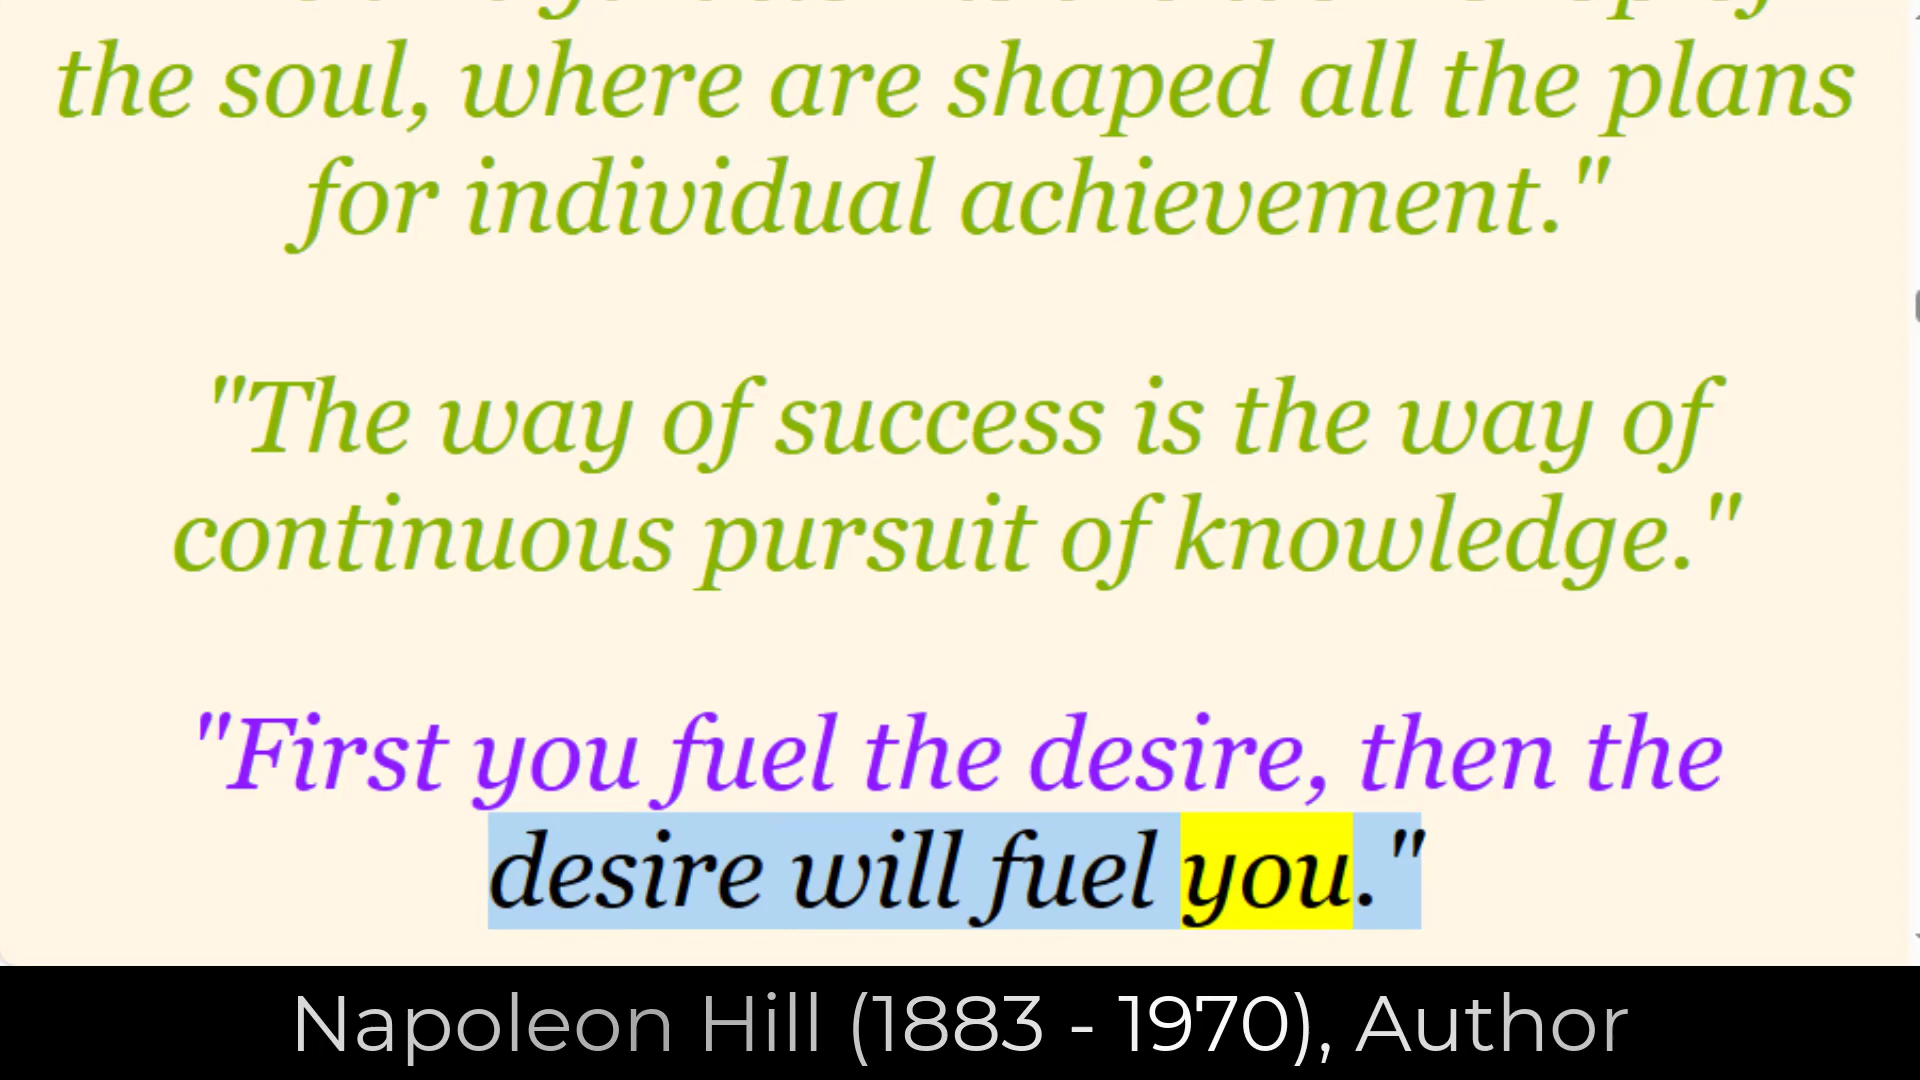 the soul, where are shaped all the plans
for individual achievement."
"The way of success is the way of
continuous pursuit of knowledge."
"First you fuel the desire, then the
desire will fuel you."
Napoleon Hill (1883 - 1970), Author